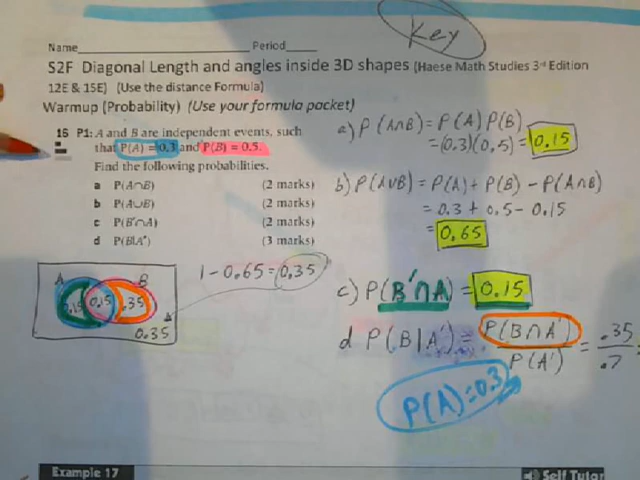 Key
Name Period
S2F Diagonal Length and angles inside 3D shapes (Haese Math Studies 3rd Edition
12E & 15E) (Use the distance Formula)
Warmup (Probability) (Use your formula packet)
16 P1: A and B are independent events, such
that P(A) = 0.3 and P(B) = 0.5.
Find the following probabilities.
a P(A∩B) (2 marks)
b P(A∪B) (2 marks)
c P(B'∩A) (2 marks)
d P(B|A') (3 marks)
a) P(A∩B) = P(A) P(B)
= (0.3)(0.5) = 0.15
b) P(A∪B) = P(A) + P(B) - P(A∩B)
= 0.3 + 0.5 - 0.15
= 0.65
1 - 0.65 = 0.35
A B
.15 0.15 .35
0.35
c) P(B'∩A) = 0.15
d P(B|A') = P(B∩A') / P(A') = .35 / .7 =
P(A)=0.3
Example 17 Self Tutor